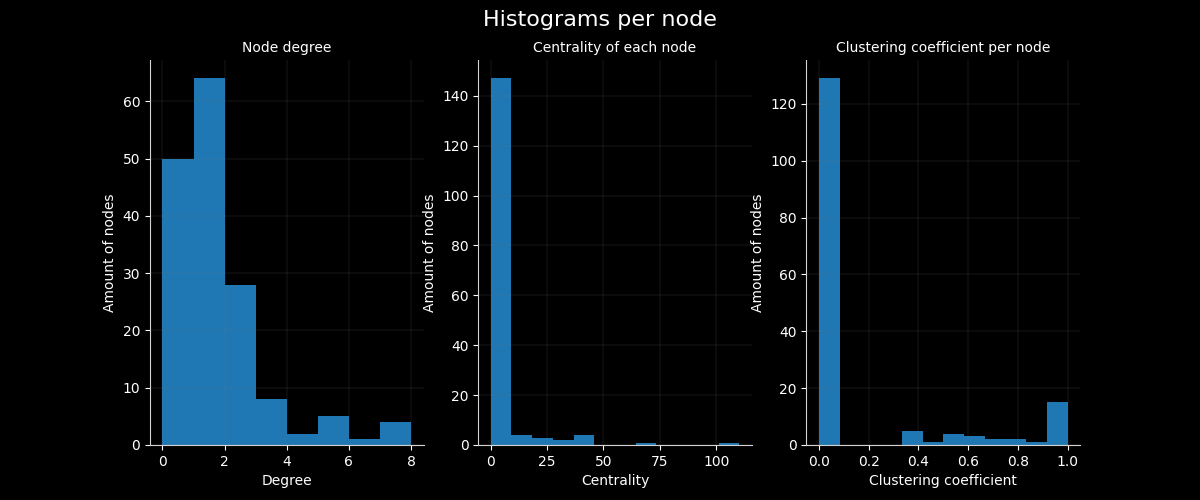 Histograms per node
Node degree
Amount of nodes
60
50
40
30
20
10
0
0 2 4 6 8
Degree
Centrality of each node
Amount of nodes
140
120
100
80
60
40
20
0
0 25 50 75 100
Centrality
Clustering coefficient per node
Amount of nodes
120
100
80
60
40
20
0
0.0 0.2 0.4 0.6 0.8 1.0
Clustering coefficient